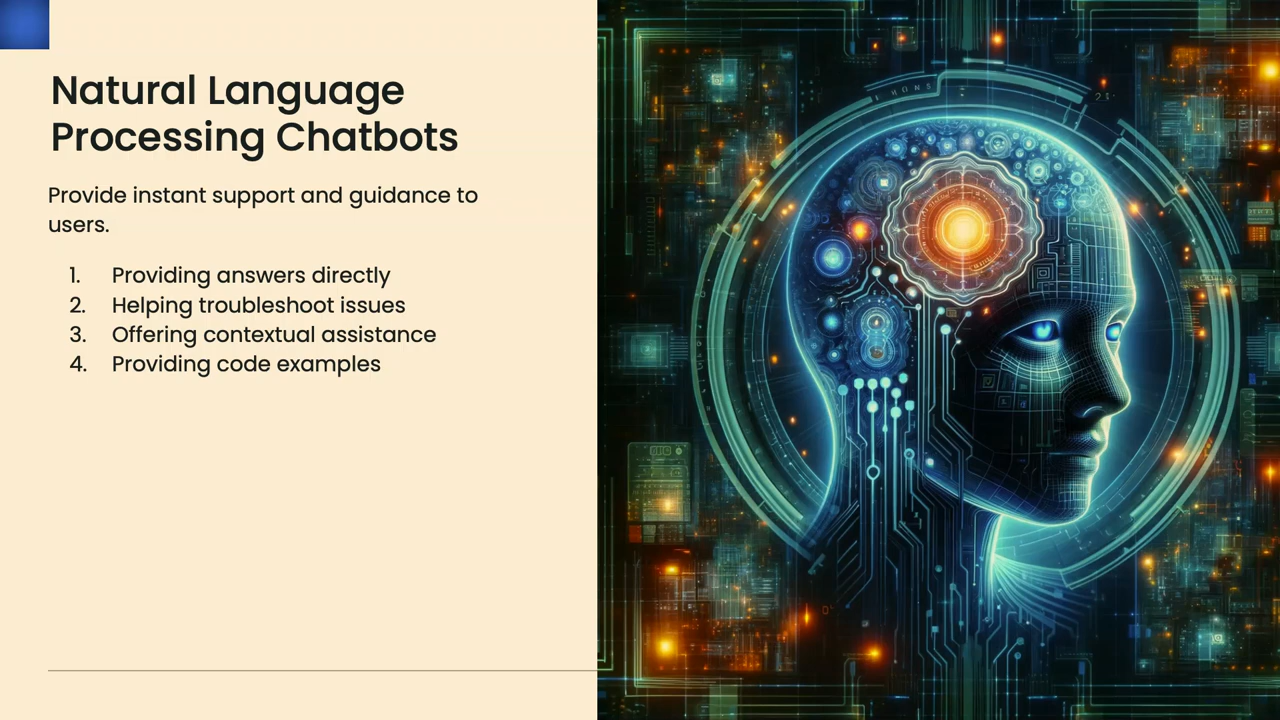 Natural Language
Processing Chatbots
Provide instant support and guidance to
users.
1. Providing answers directly
2. Helping troubleshoot issues
3. Offering contextual assistance
4. Providing code examples